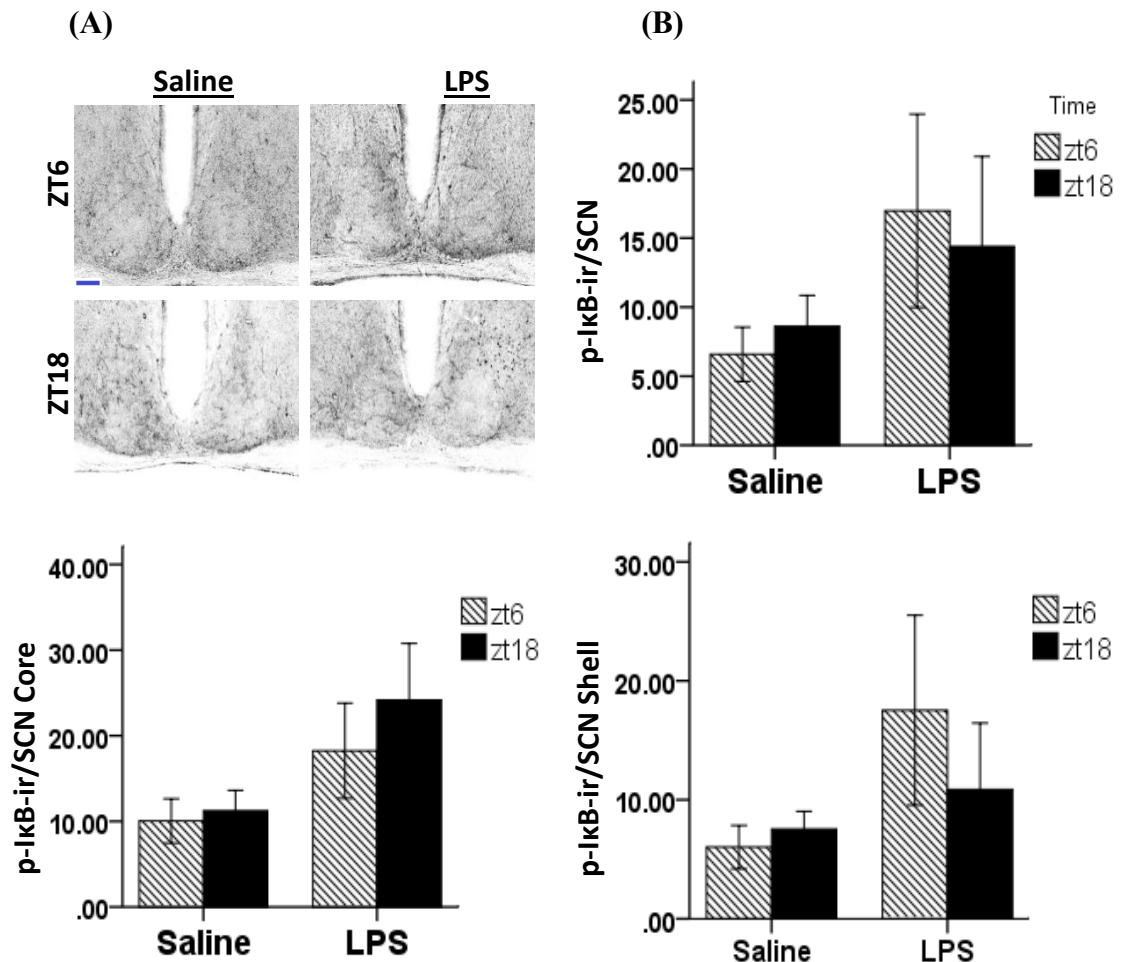 (A)
Saline LPS
ZT6
ZT18
(B)
p-IκB-ir/SCN
25.00
20.00
15.00
10.00
5.00
.00
Saline LPS
Time
zt6
zt18
p-IκB-ir/SCN Core
40.00
30.00
20.00
10.00
.00
Saline LPS
zt6
zt18
p-IκB-ir/SCN Shell
30.00
20.00
10.00
.00
Saline LPS
zt6
zt18